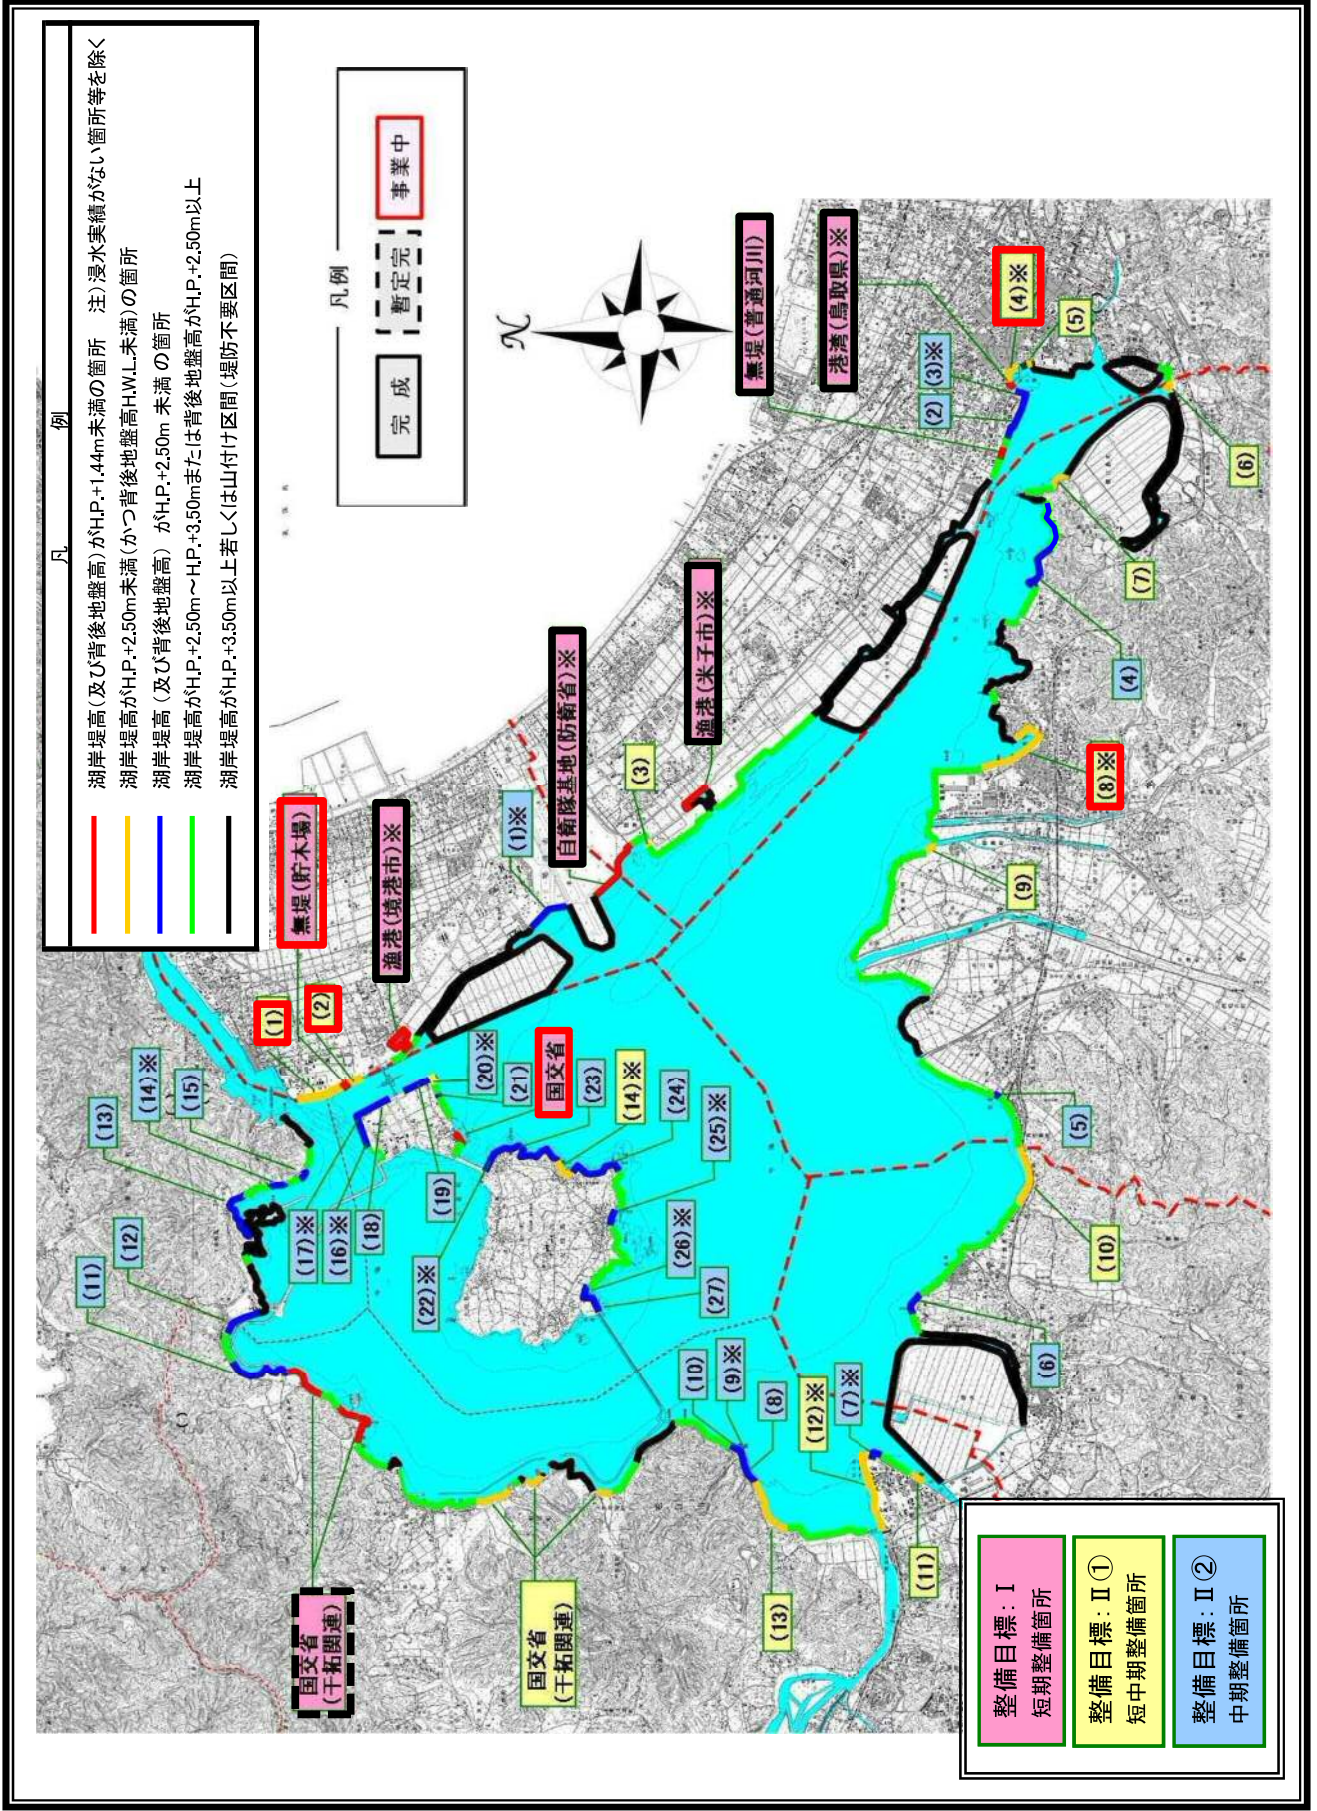 凡　例
湖岸堤高(及び背後地盤高)がH.P.+1.44m未満の箇所　注)浸水実績がない箇所等を除く
湖岸堤高がH.P.+2.50m未満(かつ背後地盤高H.W.L.未満)の箇所
湖岸堤高(及び背後地盤高)がH.P.+2.50m 未満の箇所
湖岸堤高がH.P.+2.50m～H.P.+3.50mまたは背後地盤高がH.P.+2.50m以上
湖岸堤高がH.P.+3.50m以上若しくは山付け区間(堤防不要区間)
凡例
完成
暫定完
事業中
N
無堤(貯木場)
漁港(境港市)※
自衛隊基地(防衛省)※
漁港(米子市)※
無堤(普通河川)
港湾(鳥取県)※
(1)
(2)
(1)※
(3)
(2)
(3)※
(4)※
(5)
(6)
(7)
(4)
(8)※
(9)
(5)
(10)
(6)
(11)
(7)※
(12)※
(8)
(9)※
(10)
(13)
国交省
(干拓関連)
国交省
(干拓関連)
(11)
(12)
(13)
(14)※
(15)
(17)※
(16)※
(18)
(19)
(20)※
(21)
国交省
(22)※
(23)
(14)※
(24)
(25)※
(26)※
(27)
整備目標：Ⅰ
短期整備箇所
整備目標：Ⅱ①
短中期整備箇所
整備目標：Ⅱ②
中期整備箇所